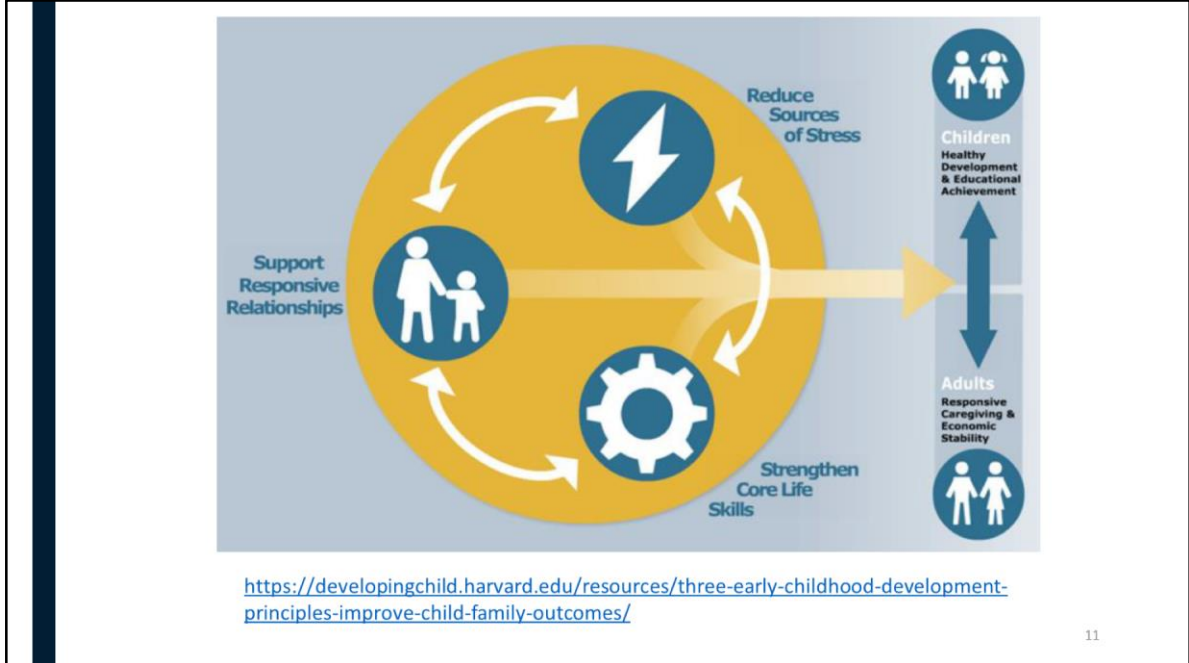 Reduce
Sources
of Stress
Support
Responsive
Relationships
Strengthen
Core Life
Skills
Children
Healthy
Development
& Educational
Achievement
Adults
Responsive
Caregiving &
Economic
Stability
https://developingchild.harvard.edu/resources/three-early-childhood-development-
principles-improve-child-family-outcomes/
11